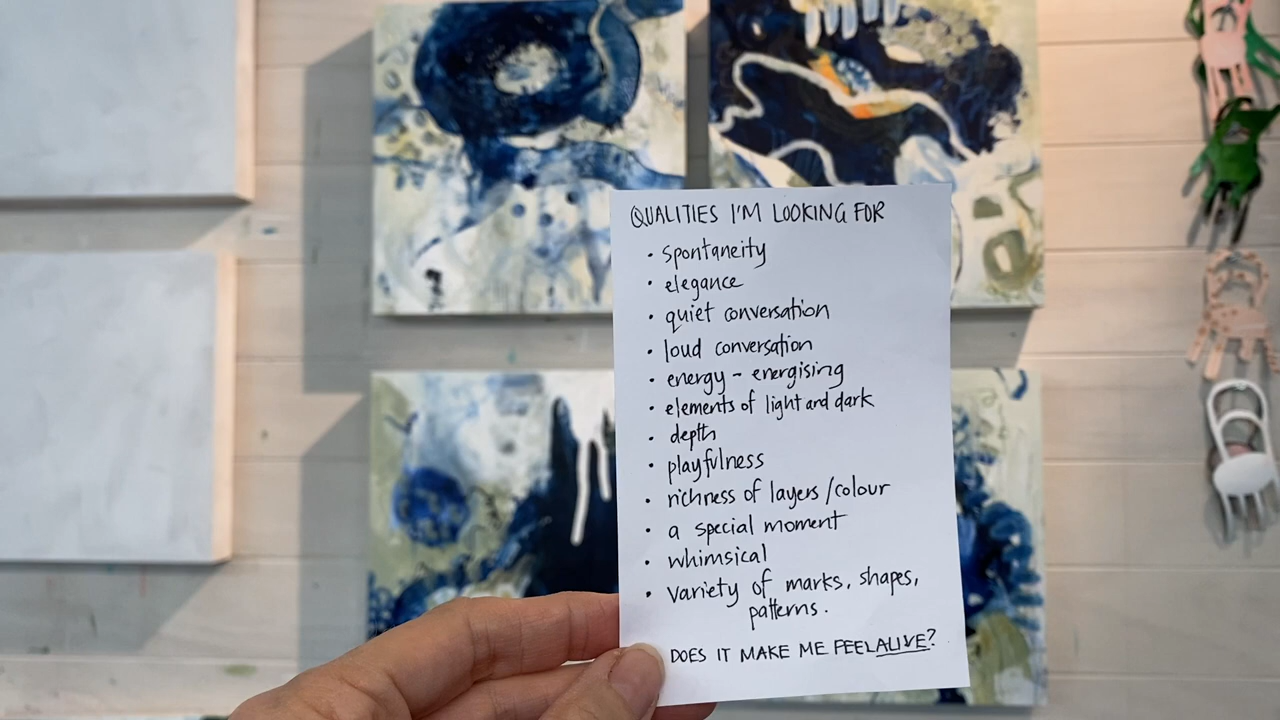 QUALITIES I'M LOOKING FOR
• spontaneity
• elegance
• quiet conversation
• loud conversation
• energy - energising
• elements of light and dark
• depth
• playfulness
• richness of layers / colour
• a special moment
• whimsical
• variety of marks, shapes,
patterns.
DOES IT MAKE ME FEEL ALIVE?